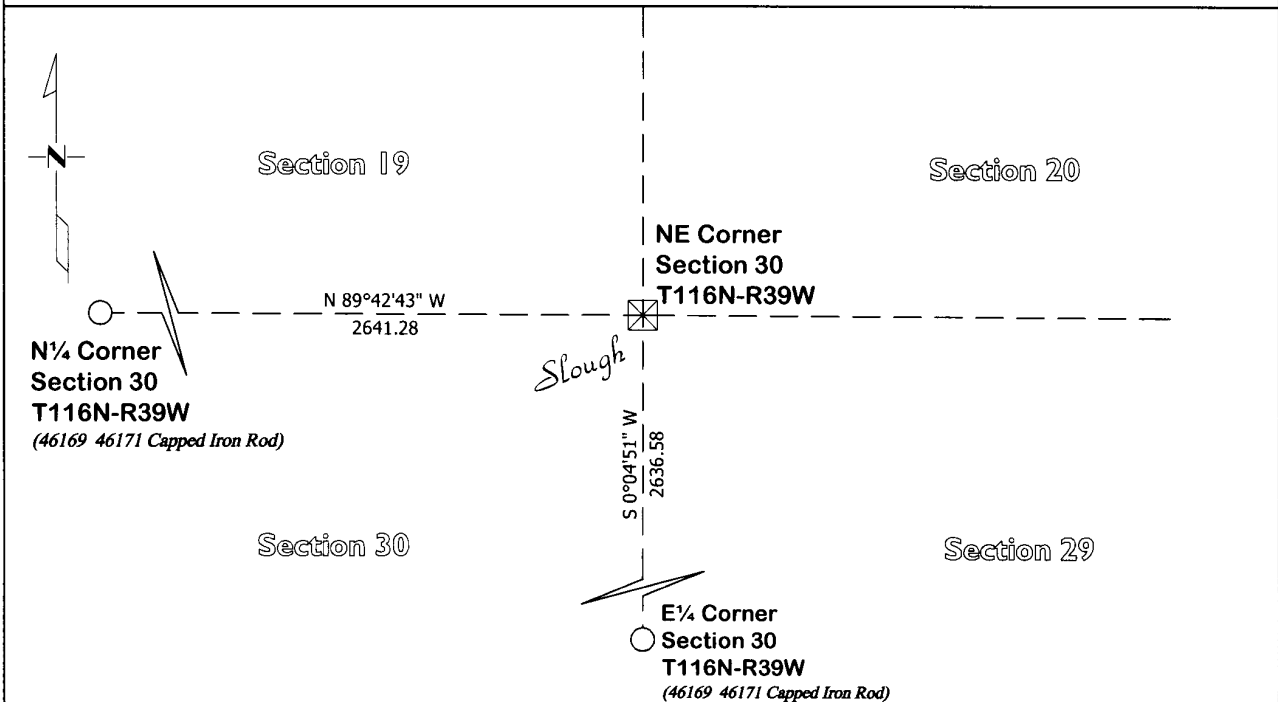 N
Section 19
Section 20
NE Corner
Section 30
T116N-R39W
N 89°42'43" W
2641.28
N¼ Corner
Section 30
T116N-R39W
(46169 46171 Capped Iron Rod)
Slough
S 0°04'51" W
2636.58
Section 30
Section 29
E¼ Corner
Section 30
T116N-R39W
(46169 46171 Capped Iron Rod)